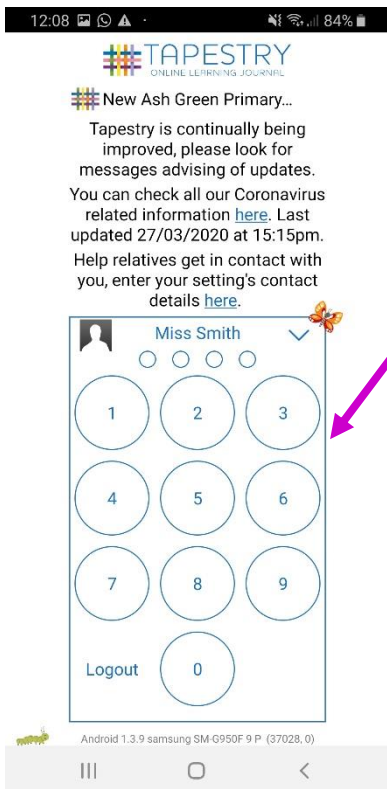 12:08 84%
TAPESTRY
ONLINE LEARNING JOURNAL
New Ash Green Primary...
Tapestry is continually being
improved, please look for
messages advising of updates.
You can check all our Coronavirus
related information here. Last
updated 27/03/2020 at 15:15pm.
Help relatives get in contact with
you, enter your setting's contact
details here.
Miss Smith
1 2 3
4 5 6
7 8 9
Logout 0
Android 1.3.9 samsung SM-G950F 9 P (37028, 0)